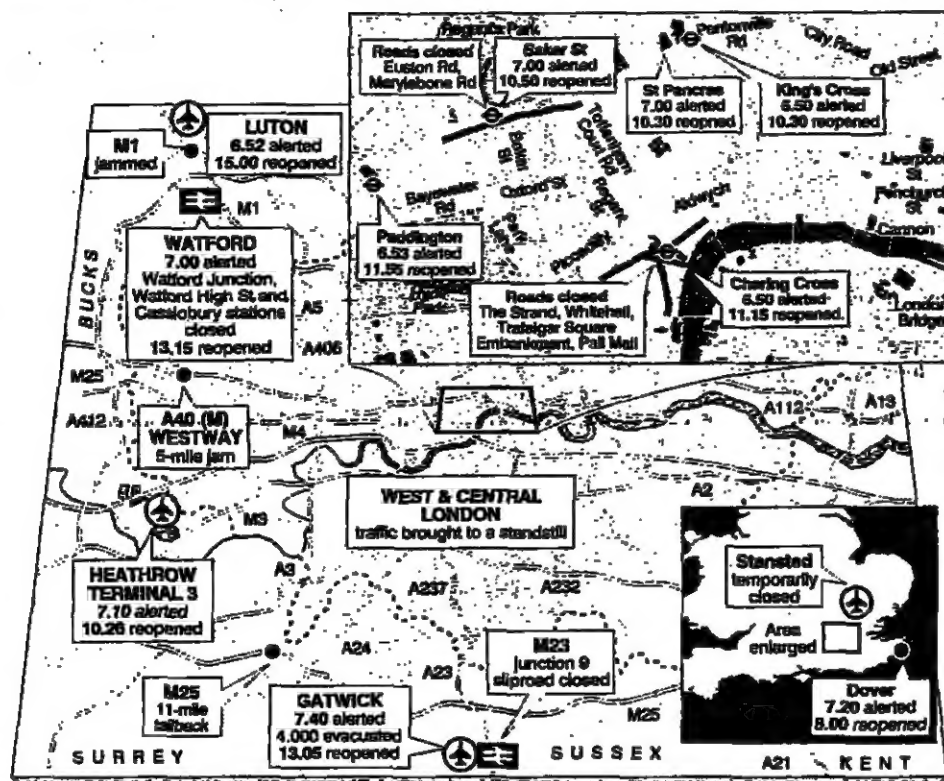 Regents Park
Roads closed
Euston Rd,
Marylebone Rd
Baker St
7.00 alerted
10.50 reopened
Pentonville
Rd
City Road
Old Street
St Pancras
7.00 alerted
10.30 reopned
King's Cross
6.50 alerted
10.30 reopened
Tottenham
Court Rd
Baker
St
Oxford St
Regent
St
Bayswater
Rd
Park
Lane
Piccadilly
Aldwych
Liverpool
St
Fenchurch
St
Cannon
London
Bridge
Paddington
6.53 alerted
11.55 reopened
Roads closed
The Strand, Whitehall,
Trafalgar Square
Embankment, Pall Mall
Charing Cross
6.50 alerted
11.15 reopened.
M1
jammed
LUTON
6.52 alerted
15.00 reopened
M1
WATFORD
7.00 alerted
Watford Junction,
Watford High St and
Cassiobury stations
closed
13.15 reopened
BUCKS
A5
A406
M25
A412
A40 (M)
WESTWAY
5-mile jam
M4
A112
A13
WEST & CENTRAL
LONDON
traffic brought to a standstill
A2
M3
HEATHROW
TERMINAL 3
7.10 alerted
10.26 reopened
A3
A237
A232
A24
A23
M25
11-mile
tailback
M23
Junction 9
sliproad closed
GATWICK
7.40 alerted
4.000 evacuated
13.05 reopened
M25
Stansted
temporarily
closed
Area
enlarged
Dover
7.20 alerted
8.00 reopened
SURREY
SUSSEX
A21
KENT